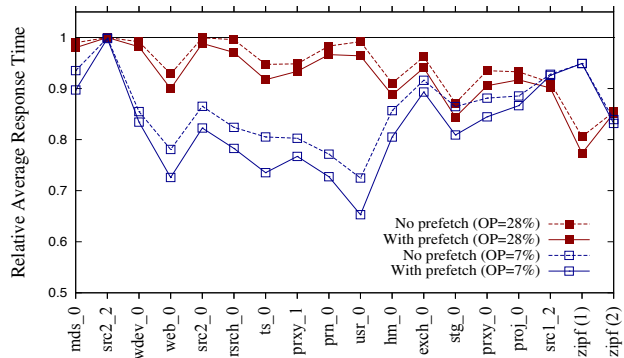 Relative Average Response Time
1
0.9
0.8
0.7
0.6
0.5
No prefetch (OP=28%)
With prefetch (OP=28%)
No prefetch (OP=7%)
With prefetch (OP=7%)
mds_0
src2_2
wdev_0
web_0
src2_0
rsrch_0
ts_0
prxy_1
prn_0
usr_0
hm_0
exch_0
stg_0
prxy_0
proj_0
src1_2
zipf (1)
zipf (2)